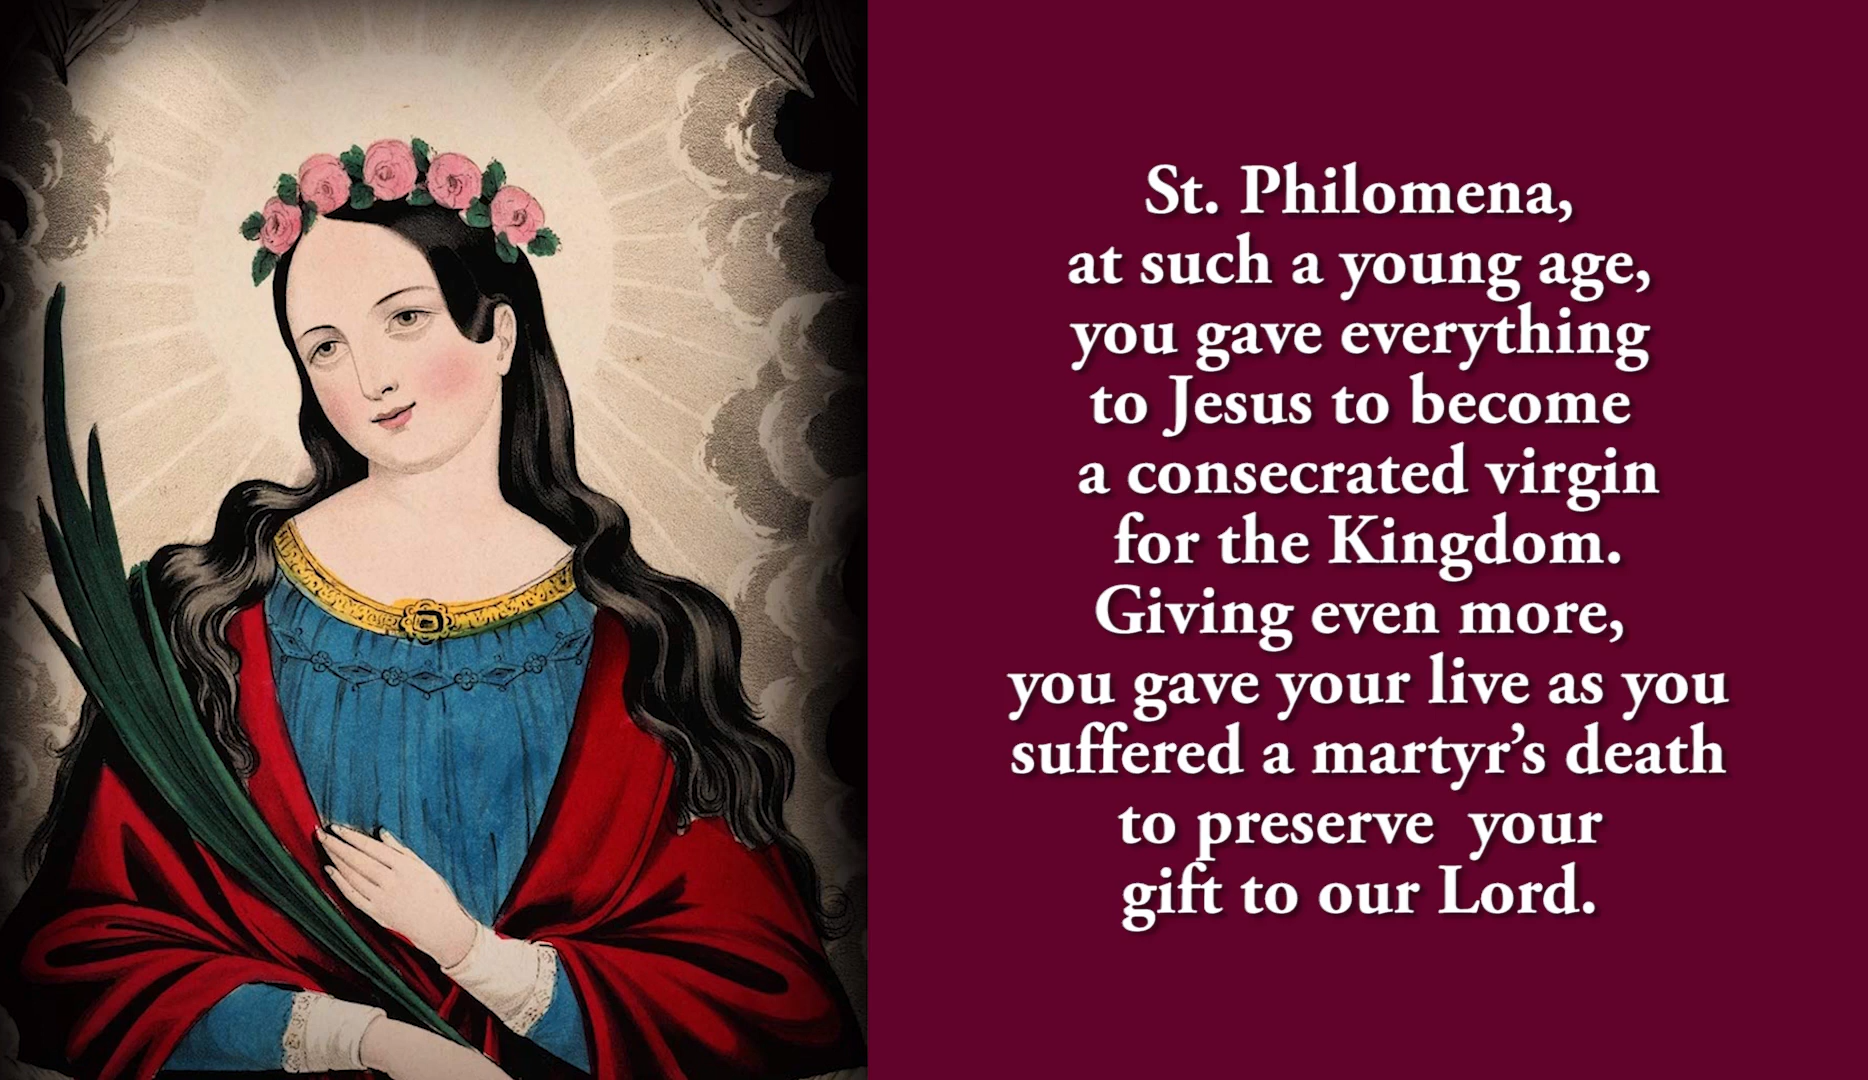 St. Philomena,
at such a young age,
you gave everything
to Jesus to become
a consecrated virgin
for the Kingdom.
Giving even more,
you gave your live as you
suffered a martyr’s death
to preserve  your
gift to our Lord.